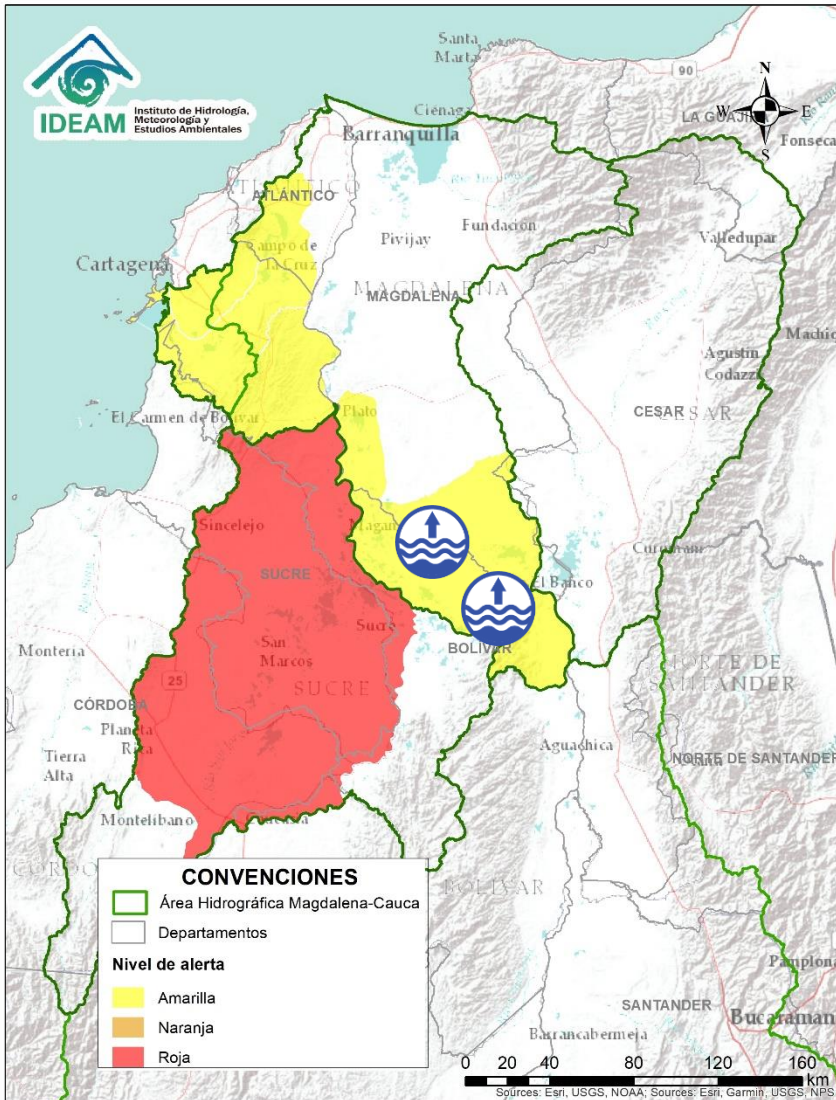 IDEAM
Instituto de Hidrología,
Meteorología y
Estudios Ambientales
Santa
Marta
90
N
W
E
S
Ciénaga
LA GUAJI
Barranquilla
Fonseca
ATLÁNTICO
Pivijay
Fundación
Valledupar
Campo de
la Cruz
Cartagena
MAGDALENA
MAGDALENA
Agustín
Codazzi
El Carmen de Bolívar
Plato
CESAR
CESAR
Sincelejo
Curumaní
SUCRE
El Banco
Sucre
Montería
San
Marcos
BOLÍVAR
25
SUCRE
NORTE DE
SANTANDER
CÓRDOBA
Planeta
Rica
Tierra
Alta
Aguachica
NORTE DE SANTANDER
Montelíbano
BOLÍVAR
CONVENCIONES
Área Hidrográfica Magdalena-Cauca
Departamentos
Nivel de alerta
Amarilla
Naranja
Roja
Pamplona
SANTANDER
Bucaraman
Barrancabermeja
0 20 40 80 120 160
km
Sources: Esri, USGS, NOAA; Sources: Esri, Garmin, USGS, NPS